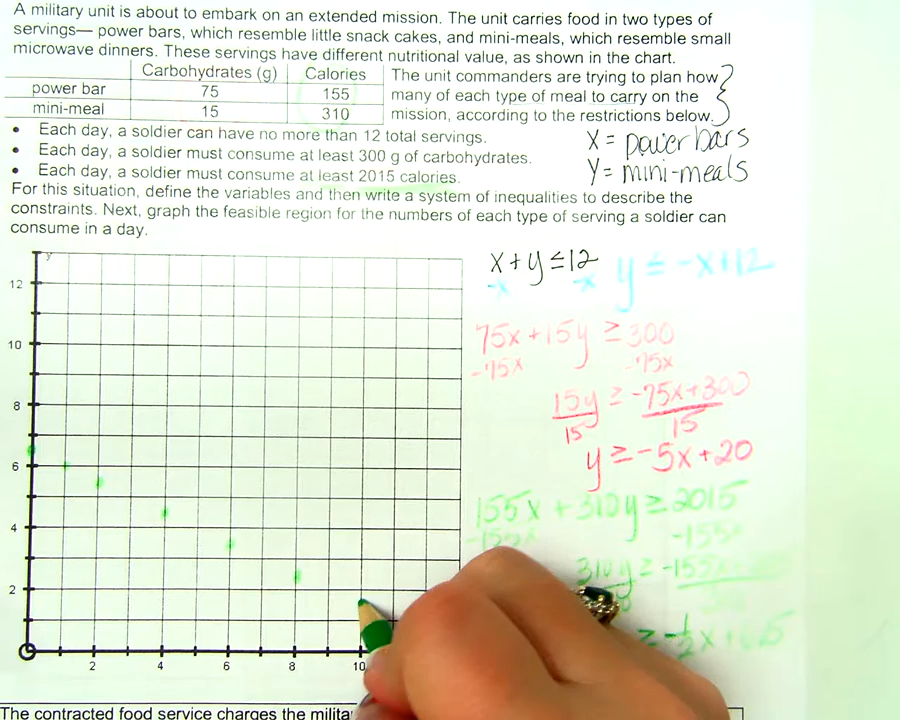 A military unit is about to embark on an extended mission. The unit carries food in two types of
servings— power bars, which resemble little snack cakes, and mini-meals, which resemble small
microwave dinners. These servings have different nutritional value, as shown in the chart.
Carbohydrates (g) Calories
power bar 75 155
mini-meal 15 310
The unit commanders are trying to plan how
many of each type of meal to carry on the
mission, according to the restrictions below.
• Each day, a soldier can have no more than 12 total servings.
• Each day, a soldier must consume at least 300 g of carbohydrates.
• Each day, a soldier must consume at least 2015 calories.
x = power bars
y = mini-meals
For this situation, define the variables and then write a system of inequalities to describe the
constraints. Next, graph the feasible region for the numbers of each type of serving a soldier can
consume in a day.
y
12
10
8
6
4
2
2 4 6 8 10
x + y ≤ 12
-x -x
y ≤ -x+12
75x + 15y ≥ 300
-75x -75x
15y ≥ -75x+300
15 15
y ≥ -5x + 20
155x + 310y ≥ 2015
-155x -155x
310y ≥ -155x
≥ -1/2x +
The contracted food service charges the milita